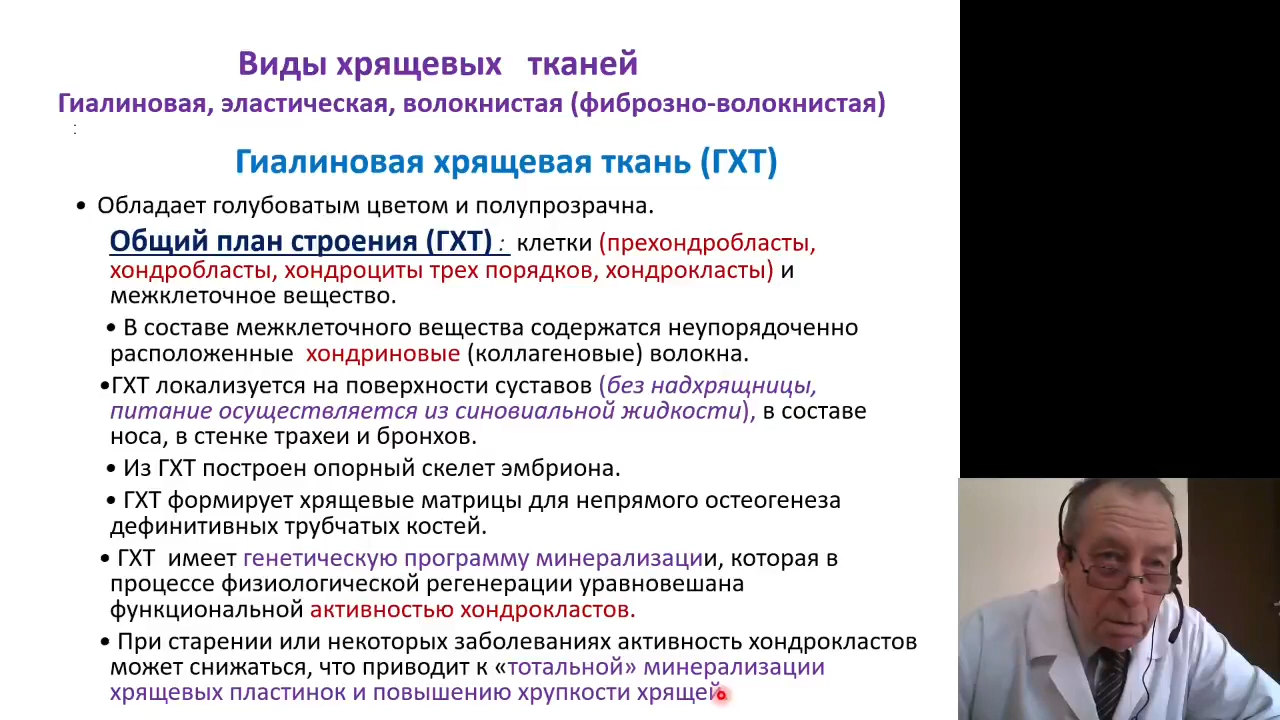 Виды хрящевых тканей
Гиалиновая, эластическая, волокнистая (фиброзно-волокнистая)
:
Гиалиновая хрящевая ткань (ГХТ)
• Обладает голубоватым цветом и полупрозрачна.
Общий план строения (ГХТ) : клетки (прехондробласты,
хондробласты, хондроциты трех порядков, хондрокласты) и
межклеточное вещество.
• В составе межклеточного вещества содержатся неупорядоченно
расположенные хондриновые (коллагеновые) волокна.
•ГХТ локализуется на поверхности суставов (без надхрящницы,
питание осуществляется из синовиальной жидкости), в составе
носа, в стенке трахеи и бронхов.
• Из ГХТ построен опорный скелет эмбриона.
• ГХТ формирует хрящевые матрицы для непрямого остеогенеза
дефинитивных трубчатых костей.
• ГХТ имеет генетическую программу минерализации, которая в
процессе физиологической регенерации уравновешана
функциональной активностью хондрокластов.
• При старении или некоторых заболеваниях активность хондрокластов
может снижаться, что приводит к «тотальной» минерализации
хрящевых пластинок и повышению хрупкости хрящей